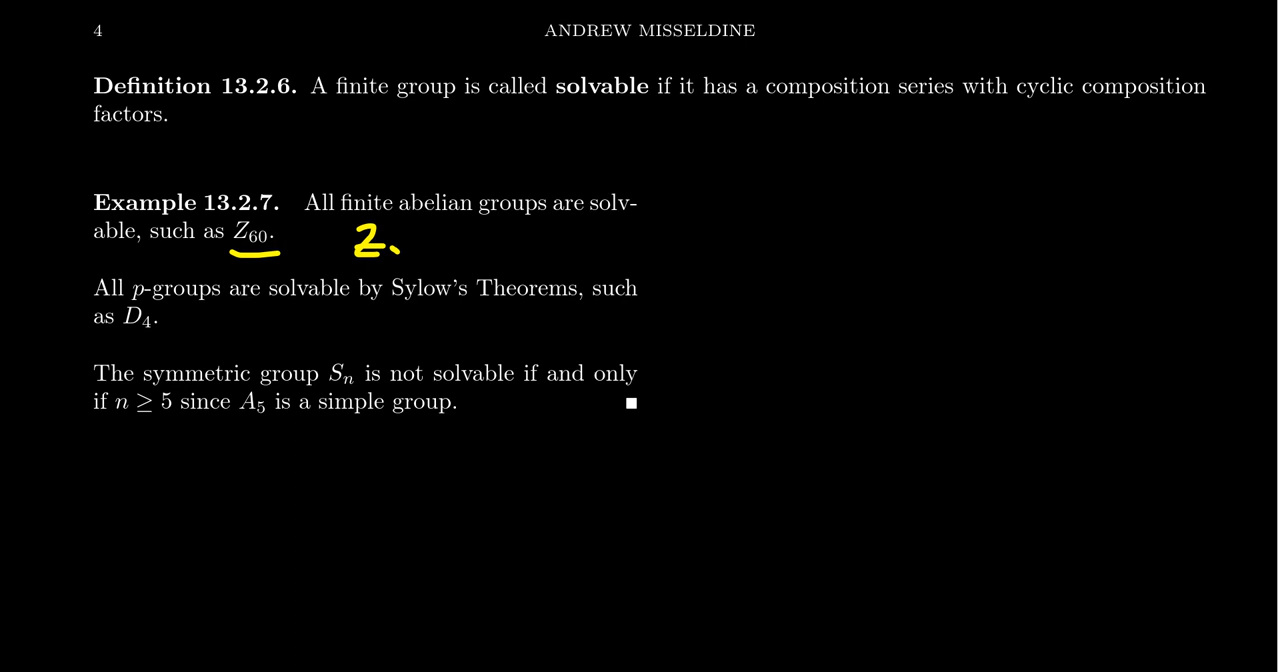 4
ANDREW MISSELDINE
Definition 13.2.6. A finite group is called solvable if it has a composition series with cyclic composition
factors.
Example 13.2.7. All finite abelian groups are solv-
able, such as Z₆₀.
2.
All p-groups are solvable by Sylow's Theorems, such
as D₄.
The symmetric group Sₙ is not solvable if and only
if n ≥ 5 since A₅ is a simple group. ■